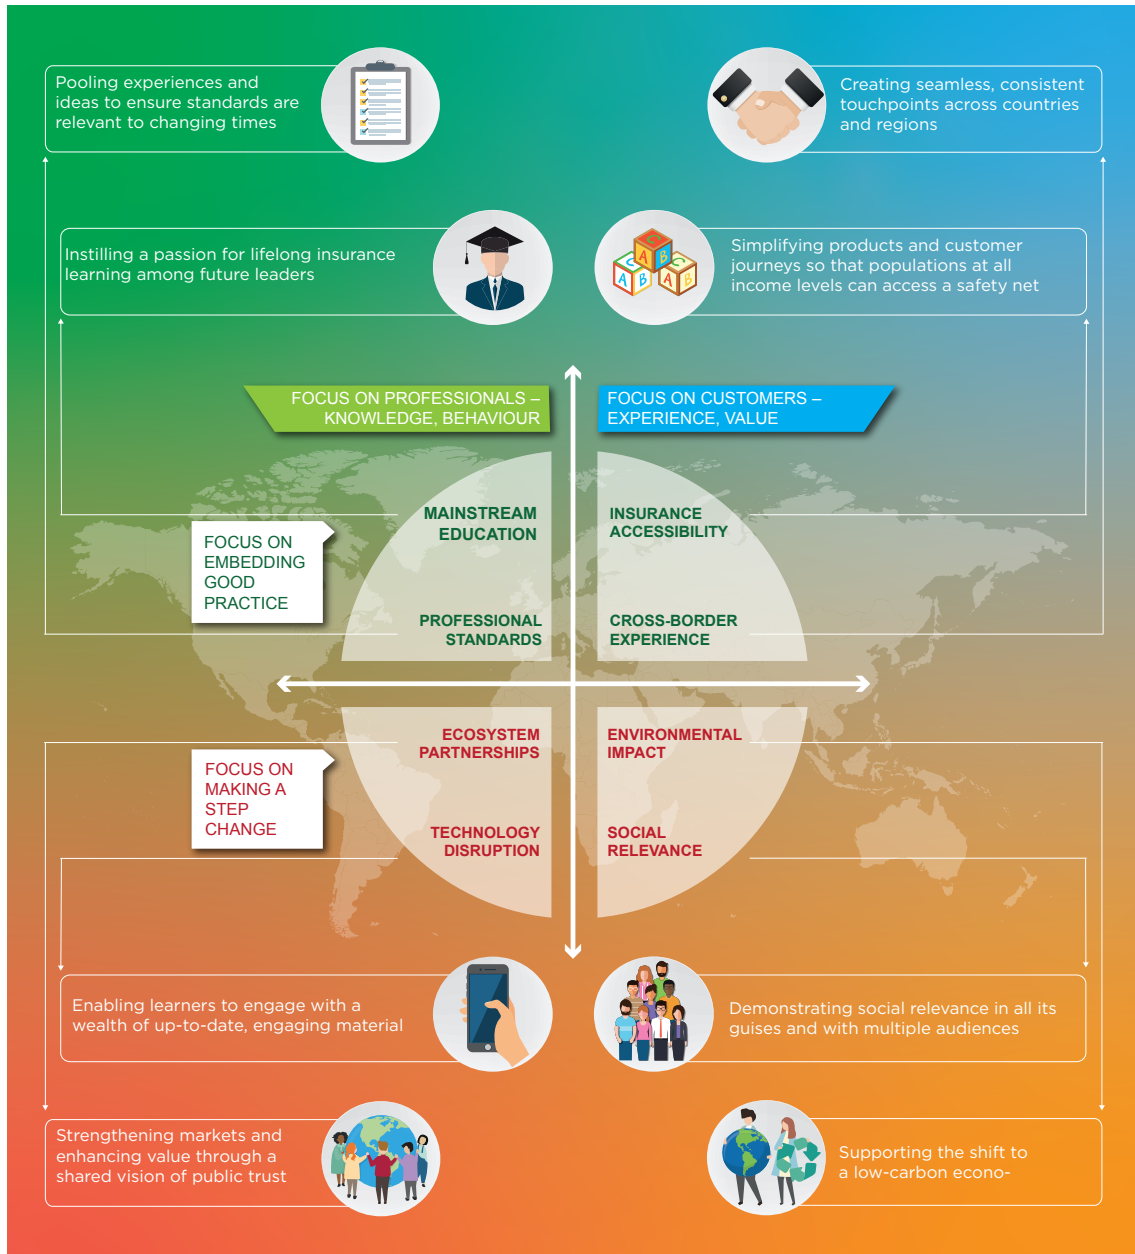 Pooling experiences and
ideas to ensure standards are
relevant to changing times
Creating seamless, consistent
touchpoints across countries
and regions
Instilling a passion for lifelong insurance
learning among future leaders
C
A B
C
A B
C
A B
Simplifying products and customer
journeys so that populations at all
income levels can access a safety net
FOCUS ON PROFESSIONALS –
KNOWLEDGE, BEHAVIOUR
FOCUS ON CUSTOMERS –
EXPERIENCE, VALUE
MAINSTREAM
EDUCATION
INSURANCE
ACCESSIBILITY
FOCUS ON
EMBEDDING
GOOD
PRACTICE
PROFESSIONAL
STANDARDS
CROSS-BORDER
EXPERIENCE
ECOSYSTEM
PARTNERSHIPS
ENVIRONMENTAL
IMPACT
FOCUS ON
MAKING A
STEP
CHANGE
TECHNOLOGY
DISRUPTION
SOCIAL
RELEVANCE
Enabling learners to engage with a
wealth of up-to-date, engaging material
Demonstrating social relevance in all its
guises and with multiple audiences
Strengthening markets and
enhancing value through a
shared vision of public trust
Supporting the shift to
a low-carbon econo-